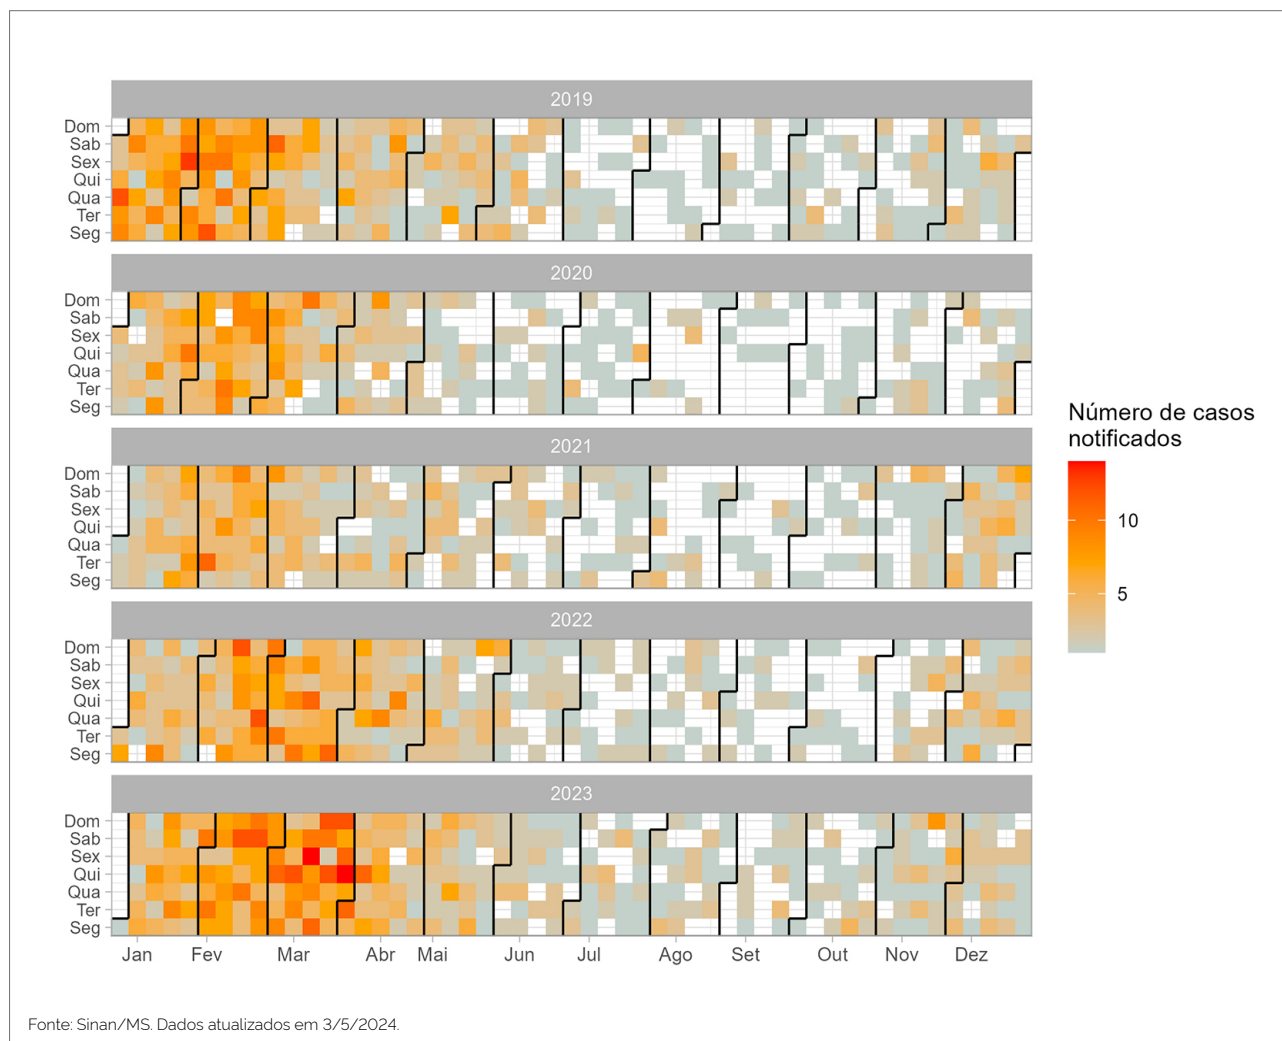 2019
Dom
Sab
Sex
Qui
Qua
Ter
Seg
2020
Dom
Sab
Sex
Qui
Qua
Ter
Seg
2021
Dom
Sab
Sex
Qui
Qua
Ter
Seg
2022
Dom
Sab
Sex
Qui
Qua
Ter
Seg
2023
Dom
Sab
Sex
Qui
Qua
Ter
Seg
Jan Fev Mar Abr Mai Jun Jul Ago Set Out Nov Dez
Número de casos
notificados
10
5
Fonte: Sinan/MS. Dados atualizados em 3/5/2024.